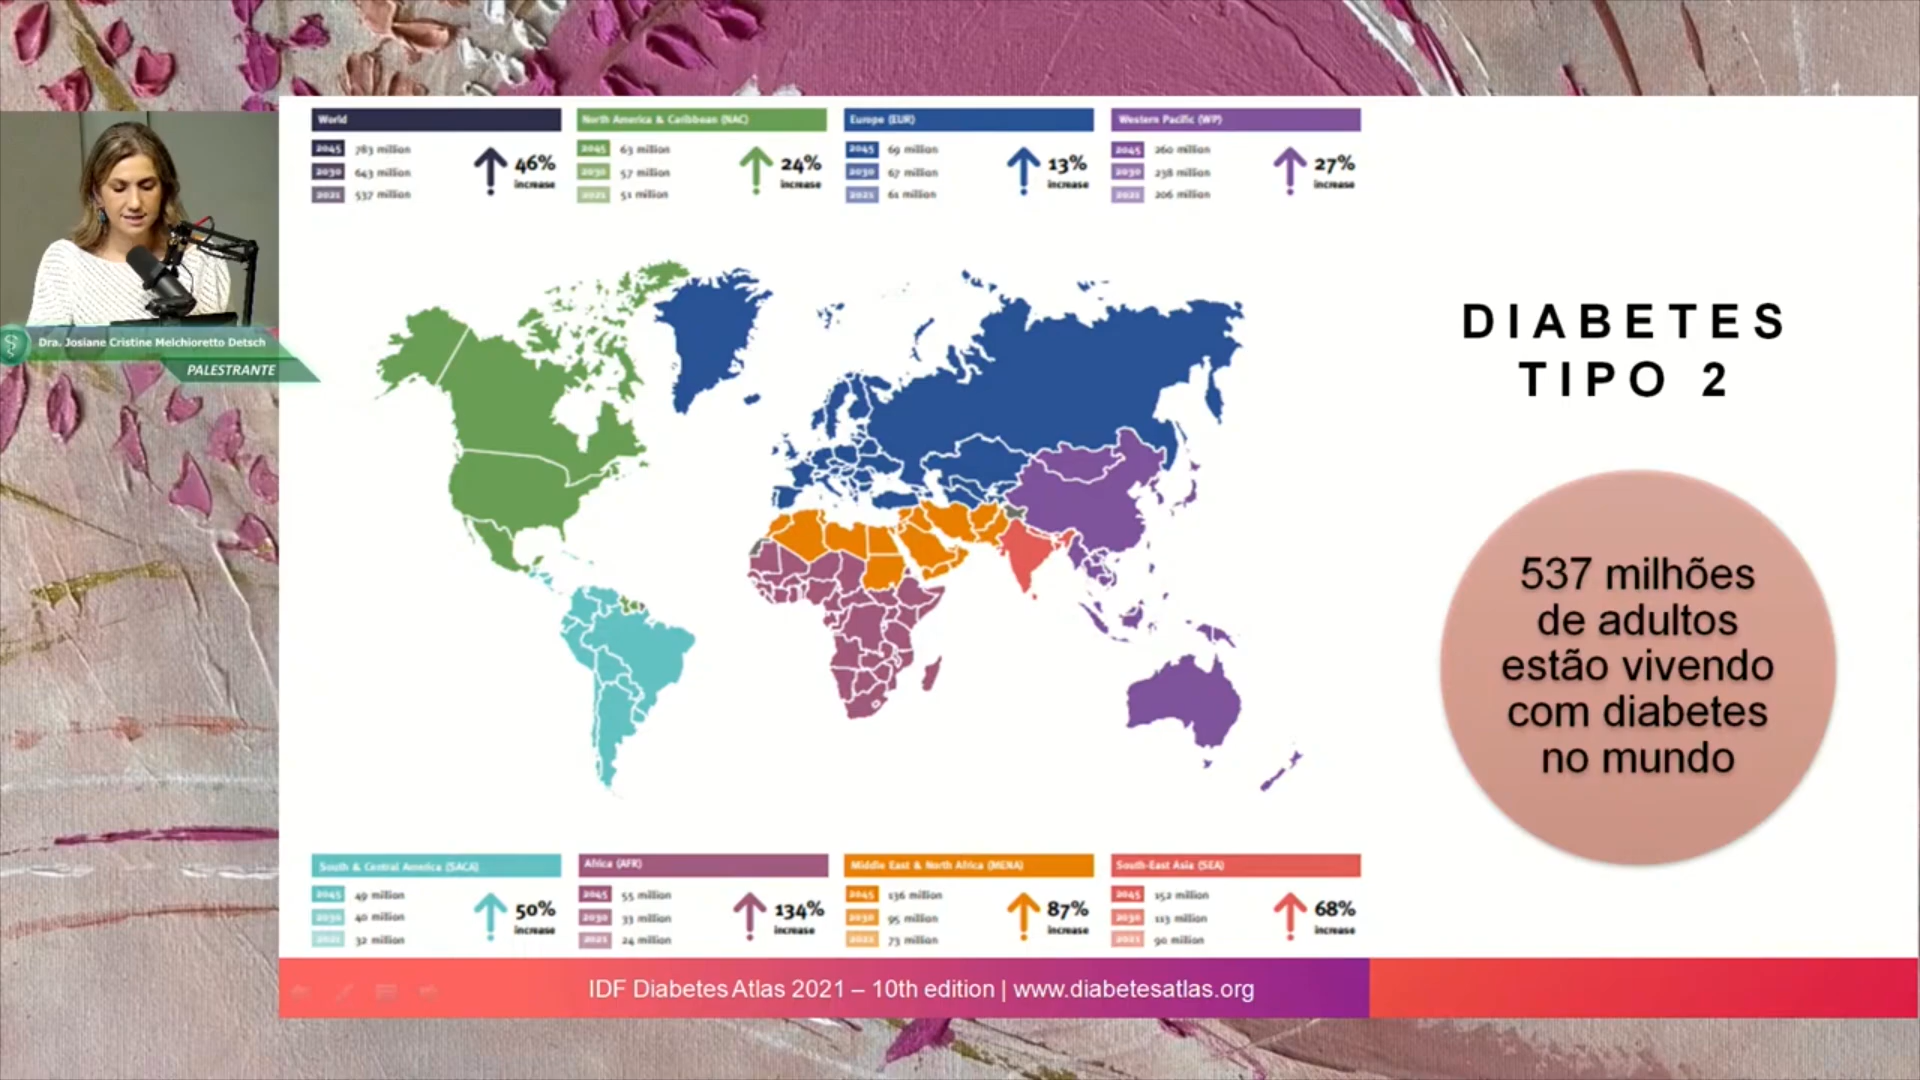 World
2045 783 million
2030 643 million
2021 537 million
46%
increase
North America & Caribbean (NAC)
2045 63 million
2030 57 million
2021 51 million
24%
increase
Europe (EUR)
2045 69 million
2030 67 million
2021 61 million
13%
increase
Western Pacific (WP)
2045 260 million
2030 238 million
2021 206 million
27%
increase
Dra. Josiane Cristine Melchioretto Detsch
PALESTRANTE
DIABETES
TIPO 2
537 milhões
de adultos
estão vivendo
com diabetes
no mundo
South & Central America (SACA)
2045 49 million
2030 40 million
2021 32 million
50%
increase
Africa (AFR)
2045 55 million
2030 33 million
2021 24 million
134%
increase
Middle East & North Africa (MENA)
2045 136 million
2030 95 million
2021 73 million
87%
increase
South-East Asia (SEA)
2045 152 million
2030 113 million
2021 90 million
68%
increase
IDF Diabetes Atlas 2021 – 10th edition | www.diabetesatlas.org